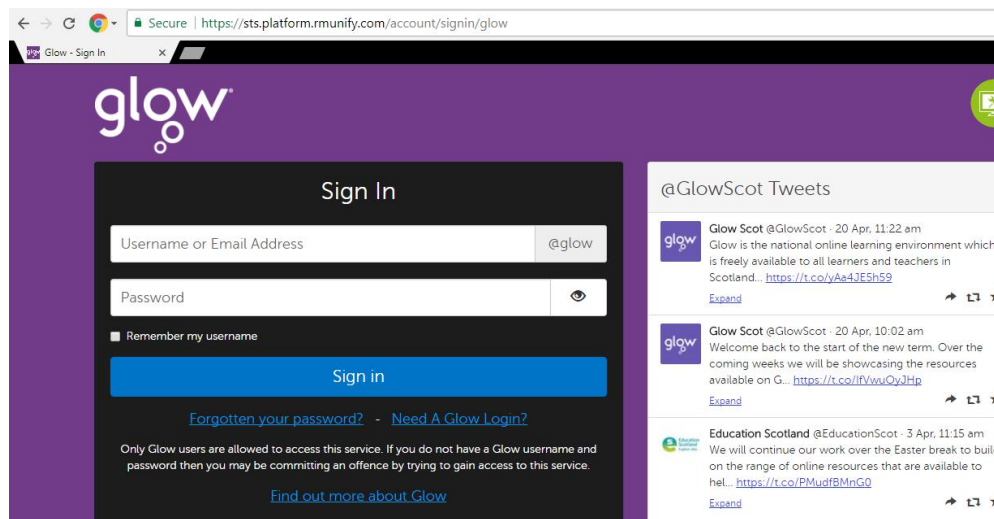 Secure | https://sts.platform.rmunify.com/account/signin/glow
Glow - Sign In
glow
Sign In
Username or Email Address @glow
Password
Remember my username
Sign in
Forgotten your password? - Need A Glow Login?
Only Glow users are allowed to access this service. If you do not have a Glow username and
password then you may be committing an offence by trying to gain access to this service.
Find out more about Glow
@GlowScot Tweets
glow
Glow Scot @GlowScot · 20 Apr, 11:22 am
Glow is the national online learning environment which
is freely available to all learners and teachers in
Scotland... https://t.co/yAa4JE5h59
Expand
glow
Glow Scot @GlowScot · 20 Apr, 10:02 am
Welcome back to the start of the new term. Over the
coming weeks we will be showcasing the resources
available on G... https://t.co/IfVwuOyJHp
Expand
Education Scotland @EducationScot · 3 Apr, 11:15 am
We will continue our work over the Easter break to buil
on the range of online resources that are available to
hel... https://t.co/PMudfBMnG0
Expand